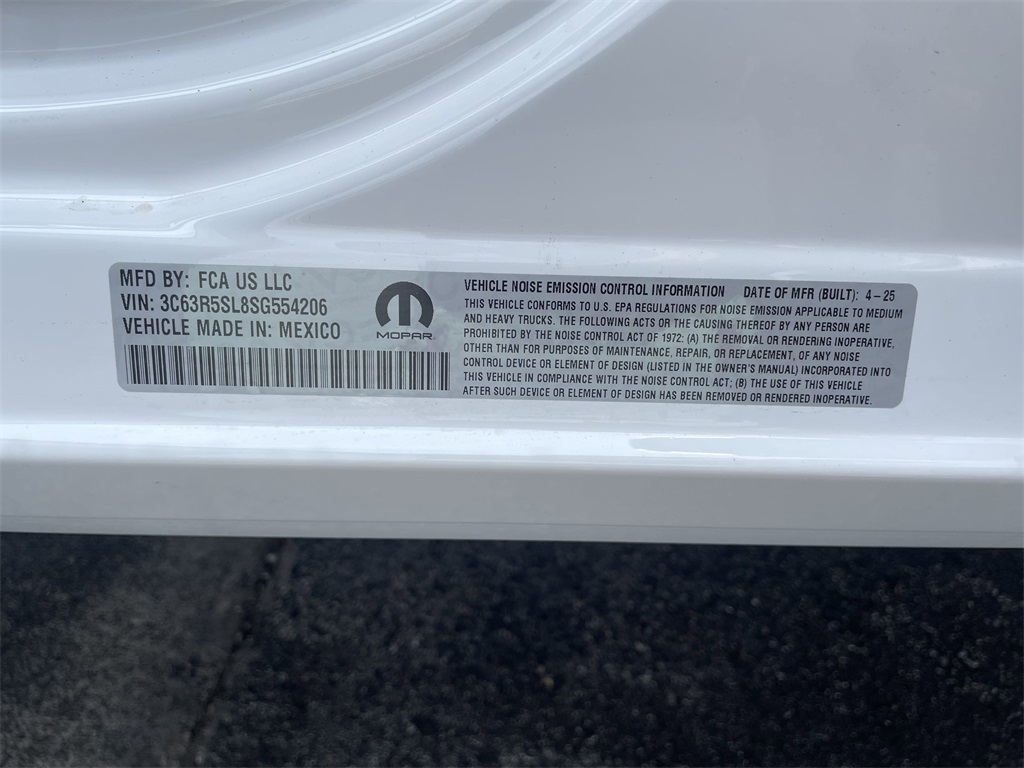 MFD BY: FCA US LLC
VIN: 3C63R5SL8SG554206
VEHICLE MADE IN: MEXICO
MOPAR
VEHICLE NOISE EMISSION CONTROL INFORMATION DATE OF MFR (BUILT): 4-25
THIS VEHICLE CONFORMS TO U.S. EPA REGULATIONS FOR NOISE EMISSION APPLICABLE TO MEDIUM
AND HEAVY TRUCKS. THE FOLLOWING ACTS OR THE CAUSING THEREOF BY ANY PERSON ARE
PROHIBITED BY THE NOISE CONTROL ACT OF 1972: (A) THE REMOVAL OR RENDERING INOPERATIVE,
OTHER THAN FOR PURPOSES OF MAINTENANCE, REPAIR, OR REPLACEMENT, OF ANY NOISE
CONTROL DEVICE OR ELEMENT OF DESIGN (LISTED IN THE OWNER'S MANUAL) INCORPORATED INTO
THIS VEHICLE IN COMPLIANCE WITH THE NOISE CONTROL ACT; (B) THE USE OF THIS VEHICLE
AFTER SUCH DEVICE OR ELEMENT OF DESIGN HAS BEEN REMOVED OR RENDERED INOPERATIVE.